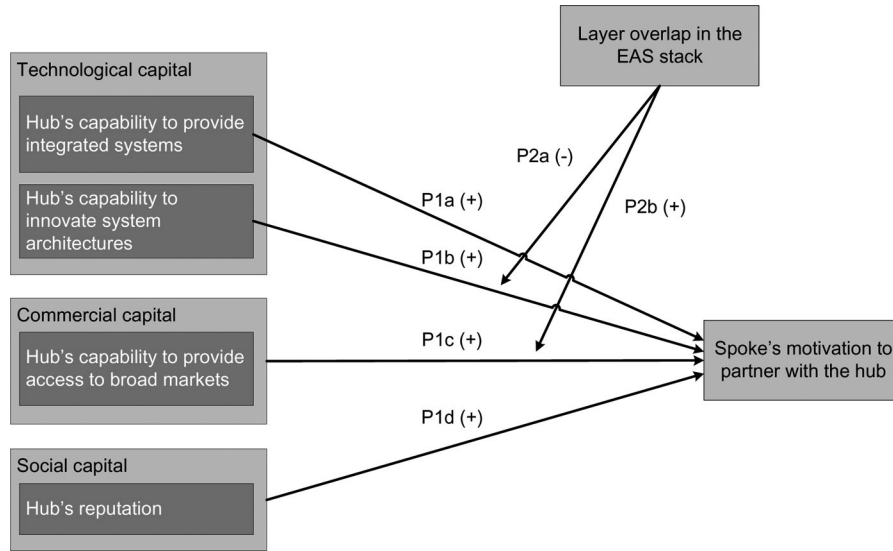 Layer overlap in the
EAS stack
Technological capital
Hub's capability to provide
integrated systems
Hub's capability to
innovate system
architectures
P2a (-)
P2b (+)
P1a (+)
P1b (+)
Commercial capital
Hub's capability to provide
access to broad markets
P1c (+)
Spoke's motivation to
partner with the hub
P1d (+)
Social capital
Hub's reputation